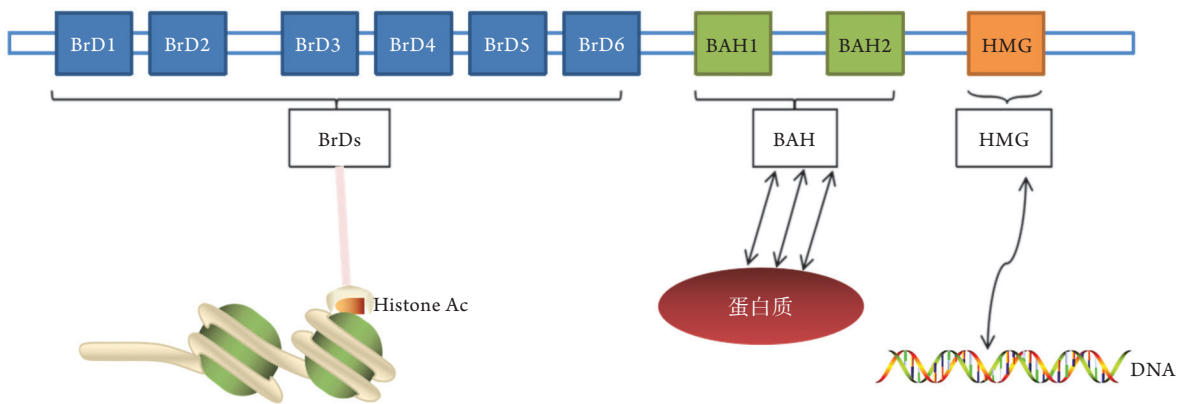 BrD1 BrD2 BrD3 BrD4 BrD5 BrD6 BAH1 BAH2 HMG
BrDs BAH HMG
Histone Ac
蛋白质
DNA